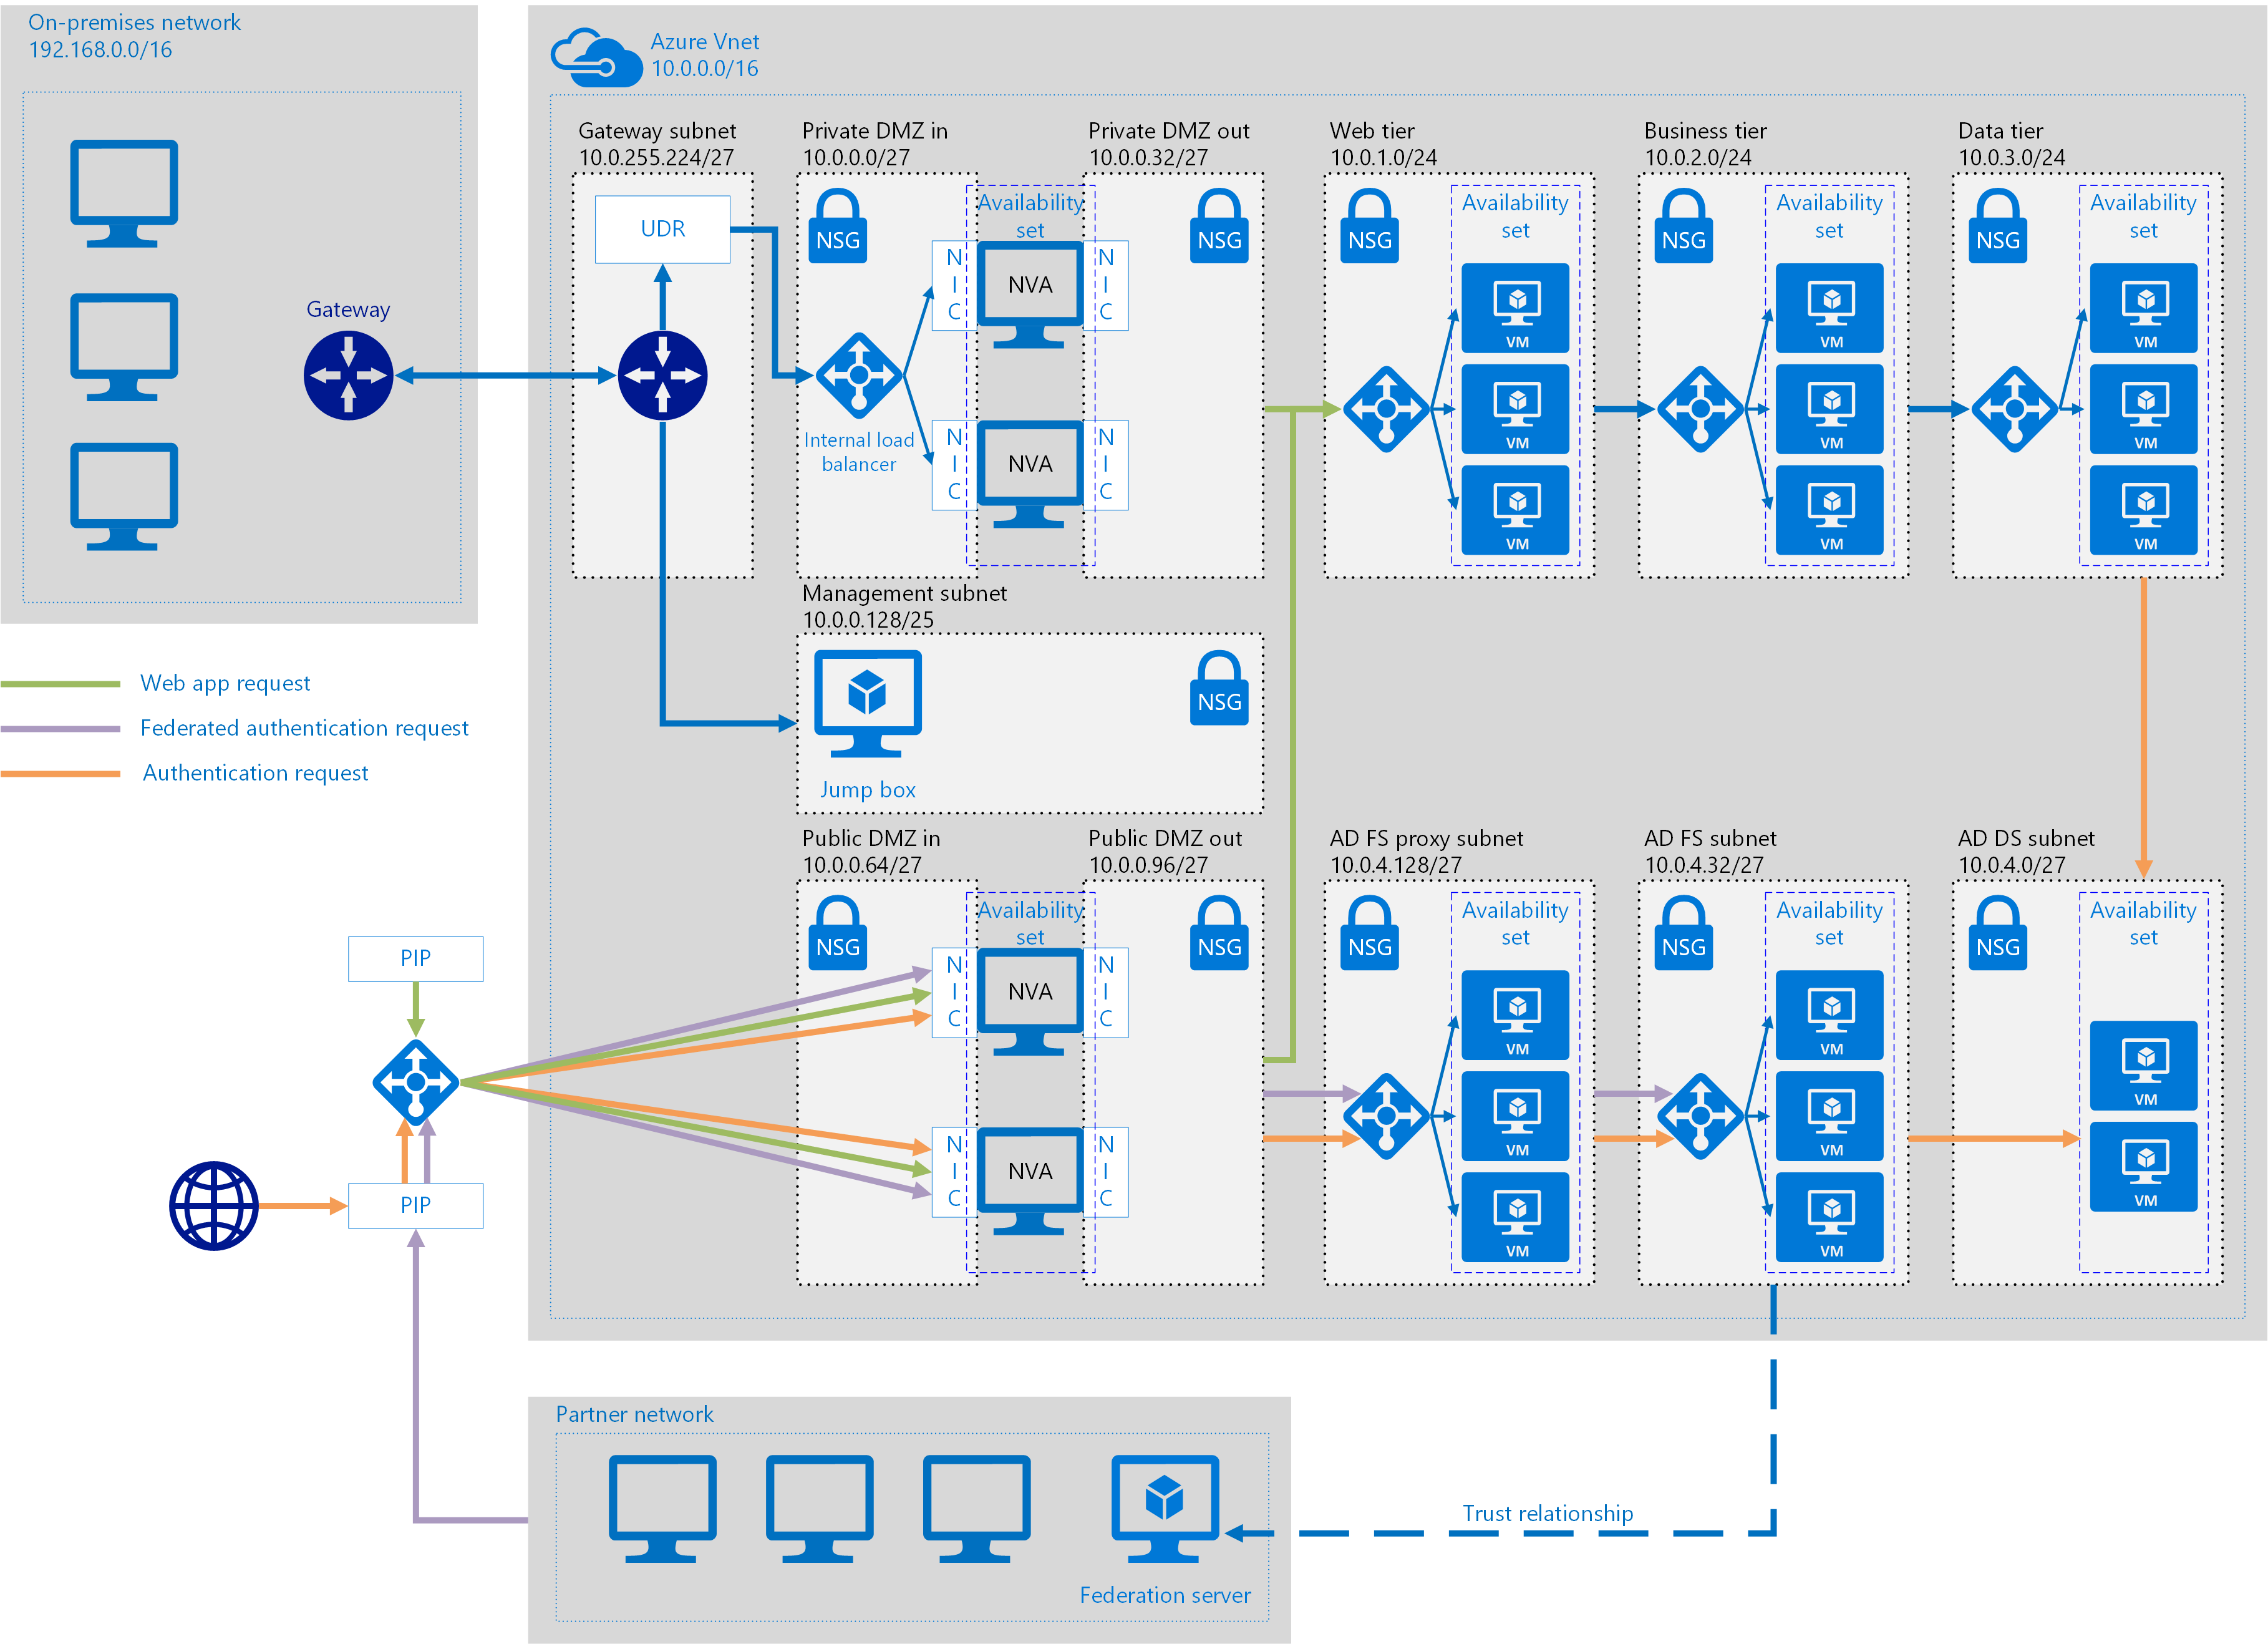 On-premises network
192.168.0.0/16
Gateway
Azure Vnet
10.0.0.0/16
Gateway subnet
10.0.255.224/27
UDR
Private DMZ in
10.0.0.0/27
NSG
Internal load
balancer
Availability
set
N
I
C
NVA
N
I
C
N
I
C
NVA
N
I
C
Private DMZ out
10.0.0.32/27
NSG
Web tier
10.0.1.0/24
NSG
Availability
set
VM
VM
VM
Business tier
10.0.2.0/24
NSG
Availability
set
VM
VM
VM
Data tier
10.0.3.0/24
NSG
Availability
set
VM
VM
VM
Management subnet
10.0.0.128/25
NSG
Jump box
Web app request
Federated authentication request
Authentication request
Public DMZ in
10.0.0.64/27
NSG
Availability
set
N
I
C
NVA
N
I
C
N
I
C
NVA
N
I
C
Public DMZ out
10.0.0.96/27
NSG
AD FS proxy subnet
10.0.4.128/27
NSG
Availability
set
VM
VM
VM
AD FS subnet
10.0.4.32/27
NSG
Availability
set
VM
VM
VM
AD DS subnet
10.0.4.0/27
NSG
Availability
set
VM
VM
PIP
PIP
Partner network
Federation server
Trust relationship